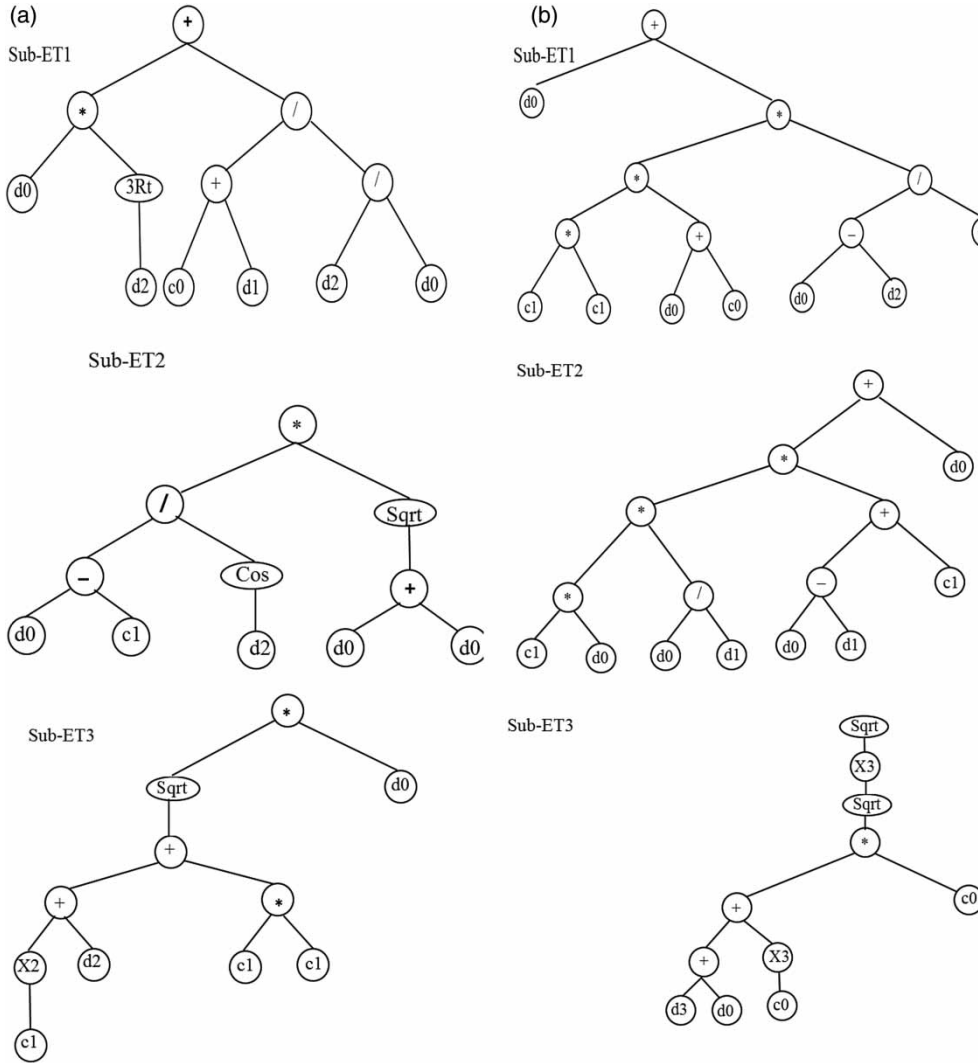 (a)
Sub-ET1
+
* /
d0 3Rt + /
d2 c0 d1 d2 d0
Sub-ET2
*
/ Sqrt
− Cos +
d0 c1 d2 d0 d0
Sub-ET3
*
Sqrt d0
+
+ *
X2 d2 c1 c1
c1
(b)
Sub-ET1
+
d0 *
* /
* + −
c1 c1 d0 c0 d0 d2
Sub-ET2
+
* d0
* +
* / − c1
c1 d0 d0 d1 d0 d1
Sub-ET3
Sqrt
X3
Sqrt
*
+ c0
+ X3
d3 d0 c0